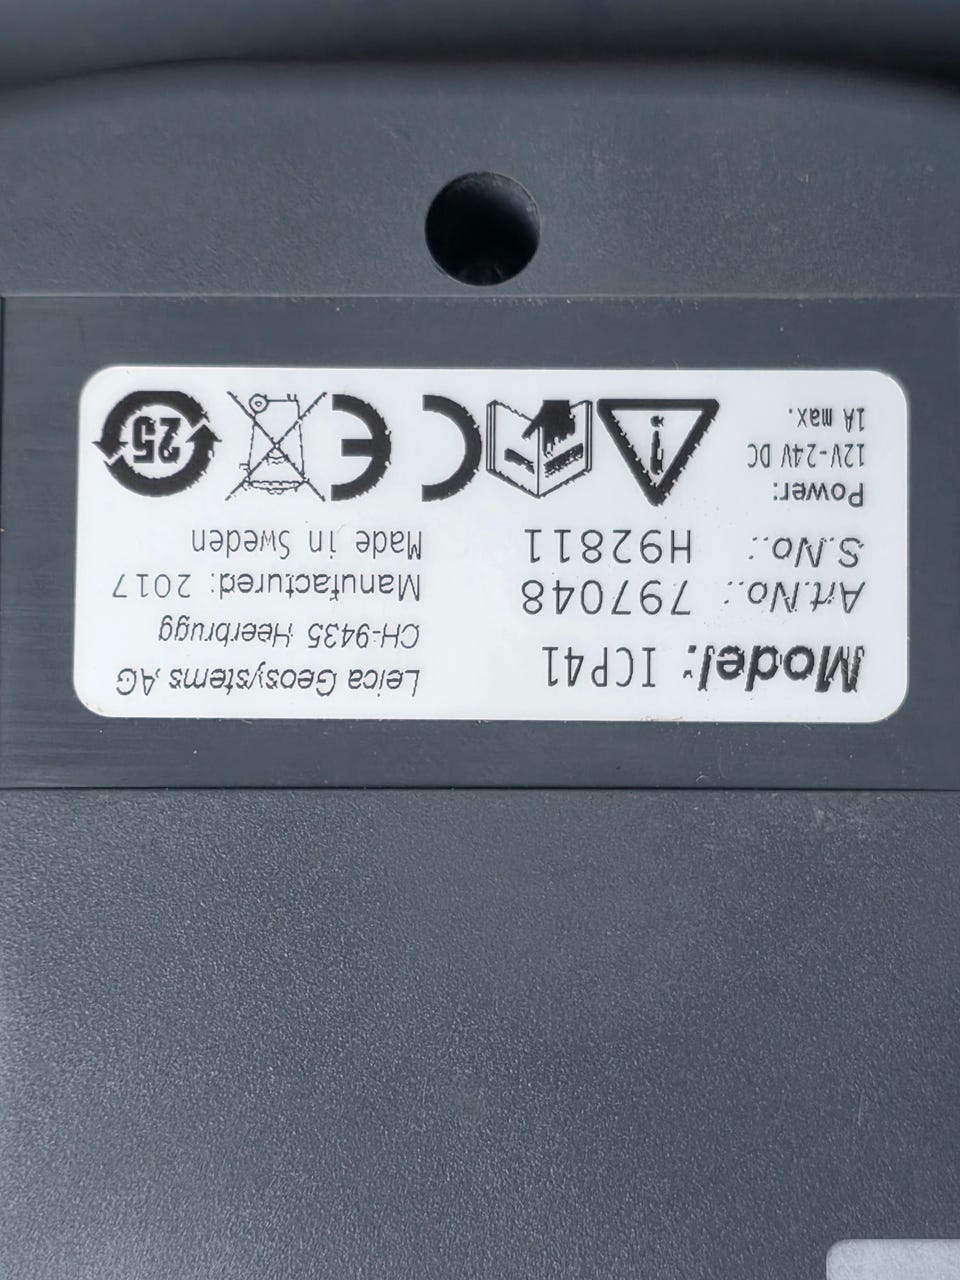 Model: ICP41
Art.No.: 797048
S.No.: H92811
Power:
12V-24V DC
1A max.
Leica Geosystems AG
CH-9435 Heerbrugg
Manufactured: 2017
Made in Sweden
CE
25